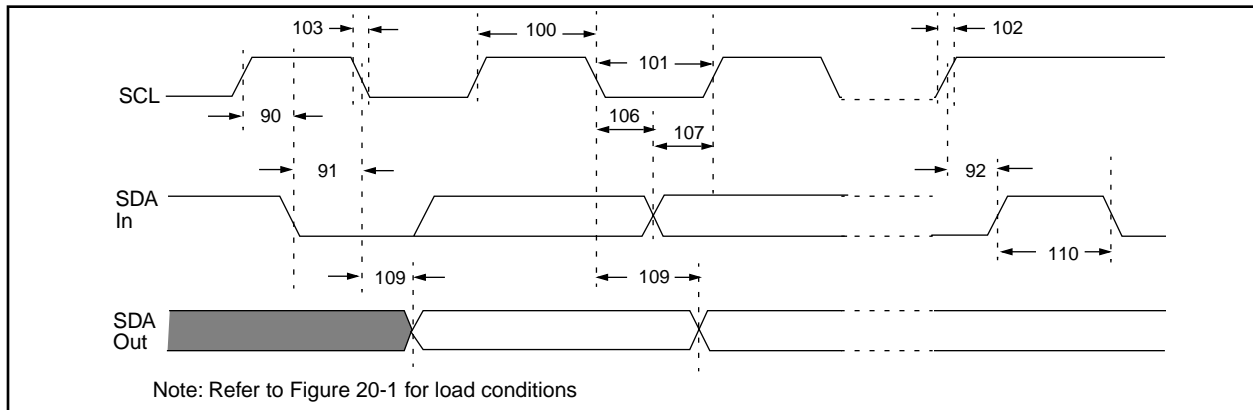 103
100
102
101
SCL
90
106
107
91
92
SDA
In
110
109
109
SDA
Out
Note: Refer to Figure 20-1 for load conditions